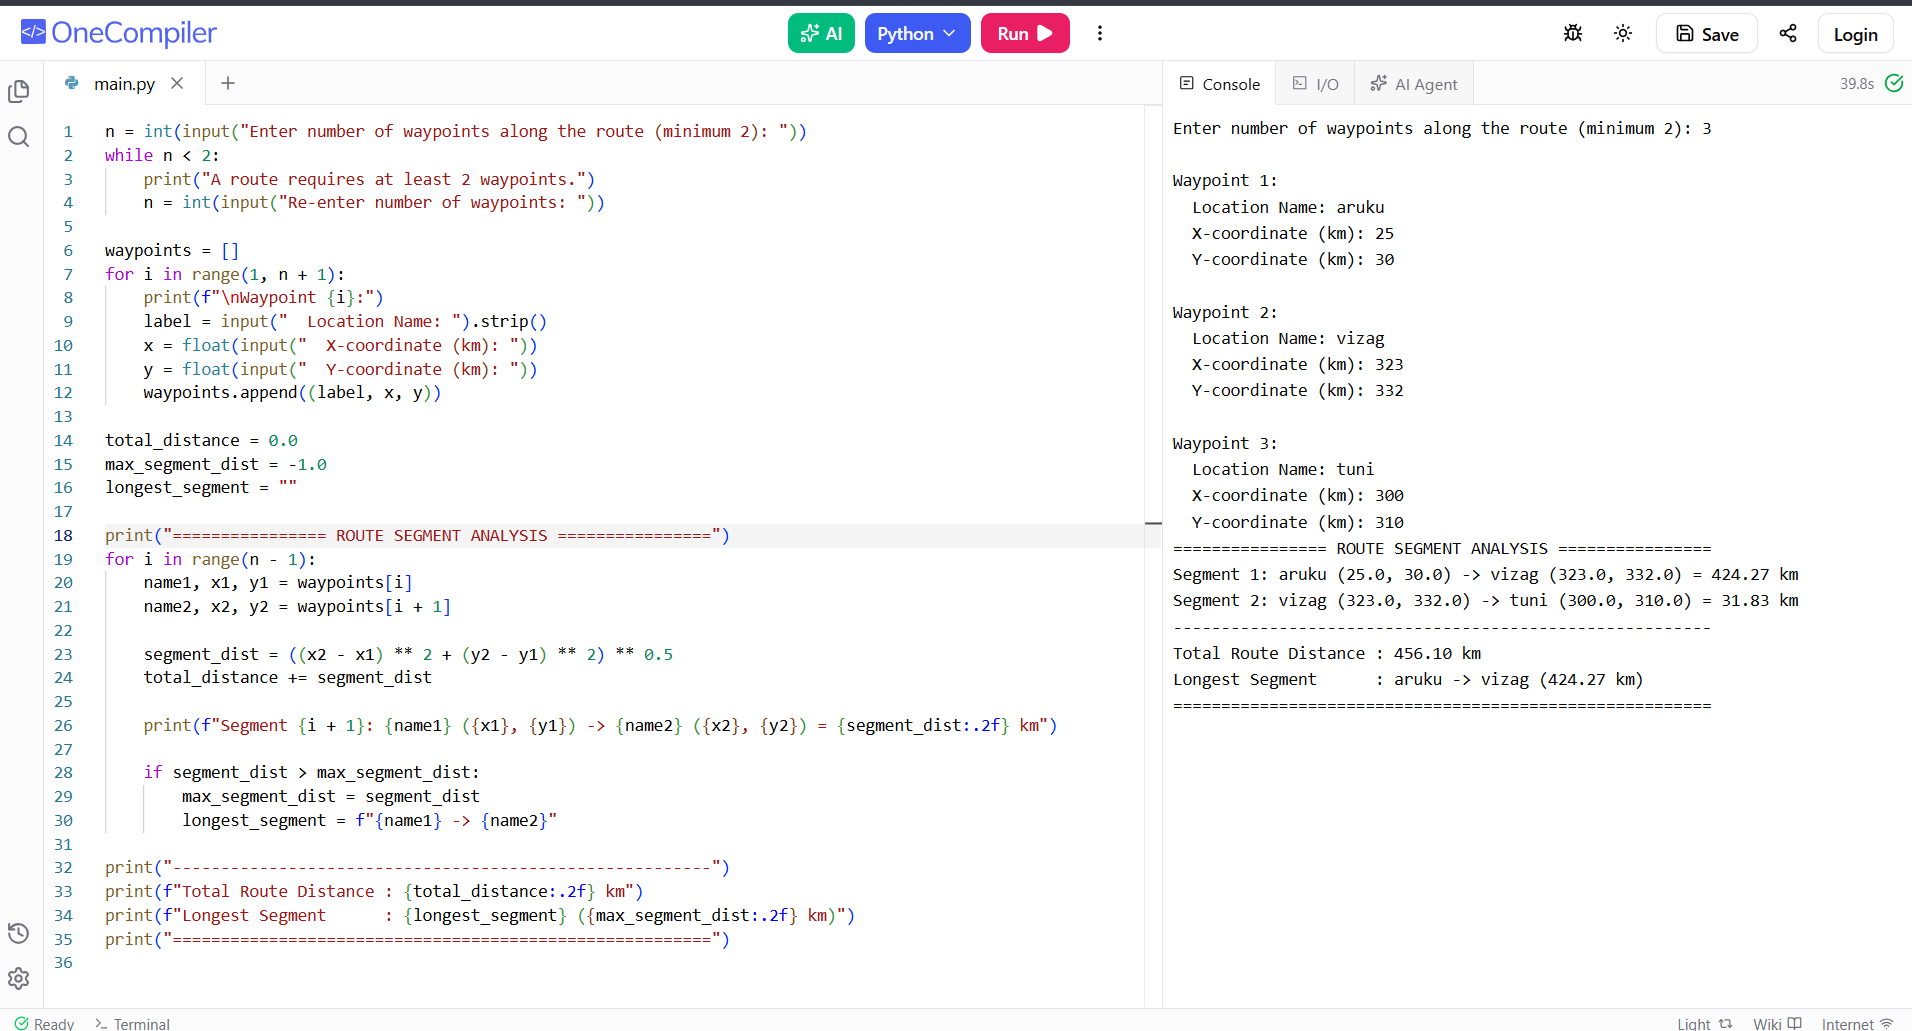 </> OneCompiler
AI
Python
Run
Save
Login
main.py
Console
I/O
AI Agent
39.8s
1 n = int(input("Enter number of waypoints along the route (minimum 2): "))
2 while n < 2:
3     print("A route requires at least 2 waypoints.")
4     n = int(input("Re-enter number of waypoints: "))
5
6 waypoints = []
7 for i in range(1, n + 1):
8     print(f"\nWaypoint {i}:")
9     label = input("  Location Name: ").strip()
10     x = float(input("  X-coordinate (km): "))
11     y = float(input("  Y-coordinate (km): "))
12     waypoints.append((label, x, y))
13
14 total_distance = 0.0
15 max_segment_dist = -1.0
16 longest_segment = ""
17
18 print("================ ROUTE SEGMENT ANALYSIS ================")
19 for i in range(n - 1):
20     name1, x1, y1 = waypoints[i]
21     name2, x2, y2 = waypoints[i + 1]
22
23     segment_dist = ((x2 - x1) ** 2 + (y2 - y1) ** 2) ** 0.5
24     total_distance += segment_dist
25
26     print(f"Segment {i + 1}: {name1} ({x1}, {y1}) -> {name2} ({x2}, {y2}) = {segment_dist:.2f} km")
27
28     if segment_dist > max_segment_dist:
29         max_segment_dist = segment_dist
30         longest_segment = f"{name1} -> {name2}"
31
32 print("--------------------------------------------------------")
33 print(f"Total Route Distance : {total_distance:.2f} km")
34 print(f"Longest Segment      : {longest_segment} ({max_segment_dist:.2f} km)")
35 print("========================================================")
36
Enter number of waypoints along the route (minimum 2): 3
Waypoint 1:
  Location Name: aruku
  X-coordinate (km): 25
  Y-coordinate (km): 30
Waypoint 2:
  Location Name: vizag
  X-coordinate (km): 323
  Y-coordinate (km): 332
Waypoint 3:
  Location Name: tuni
  X-coordinate (km): 300
  Y-coordinate (km): 310
================ ROUTE SEGMENT ANALYSIS ================
Segment 1: aruku (25.0, 30.0) -> vizag (323.0, 332.0) = 424.27 km
Segment 2: vizag (323.0, 332.0) -> tuni (300.0, 310.0) = 31.83 km
--------------------------------------------------------
Total Route Distance : 456.10 km
Longest Segment      : aruku -> vizag (424.27 km)
========================================================
Ready
Terminal
Light
Wiki
Internet